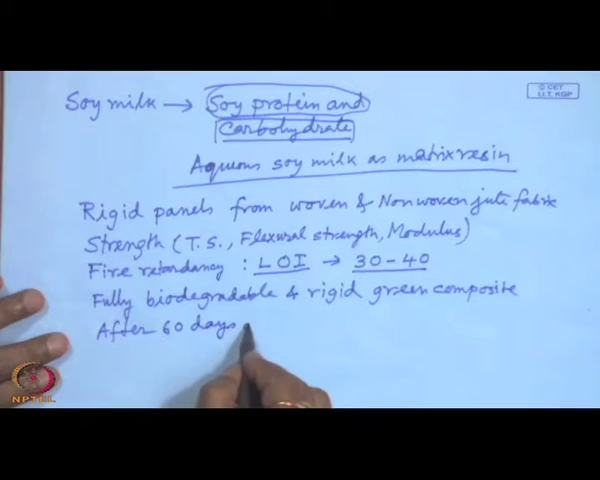 © CET
I.I.T. KGP
Soy milk → Soy protein and
Carbohydrate
Aqueous soy milk as matrix resin
Rigid panels from woven & Nonwoven jute fabric
Strength (T.S., Flexural strength, Modulus)
Fire retardancy : LOI → 30-40
Fully biodegradable & rigid green composite
After 60 days
NPTEL